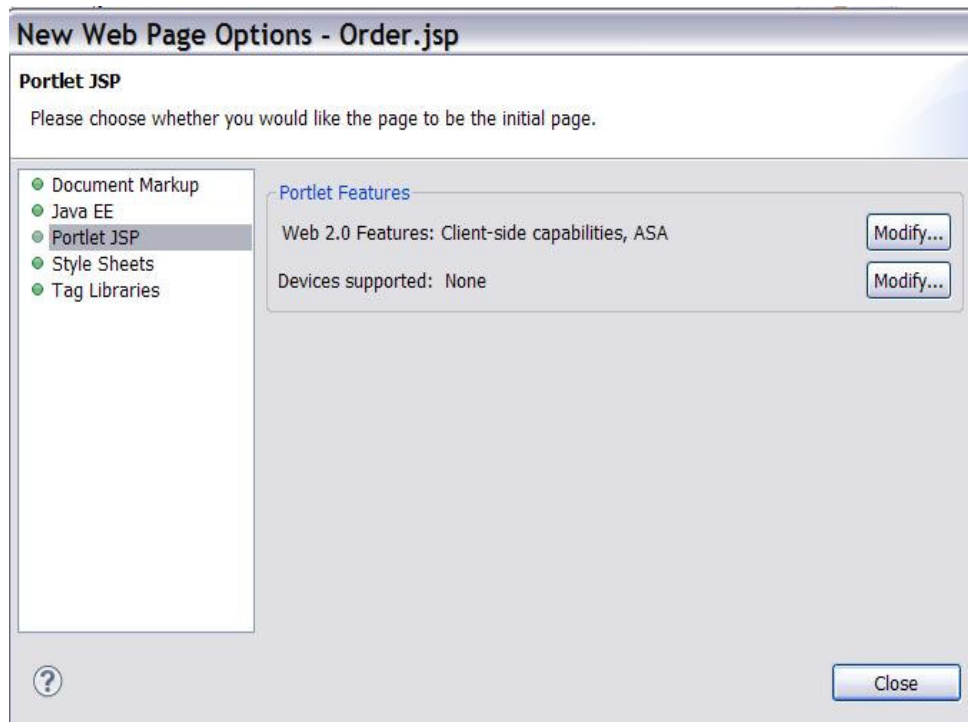 New Web Page Options - Order.jsp
Portlet JSP
Please choose whether you would like the page to be the initial page.
Document Markup
Java EE
Portlet JSP
Style Sheets
Tag Libraries
Portlet Features
Web 2.0 Features: Client-side capabilities, ASA
Modify...
Devices supported: None
Modify...
?
Close